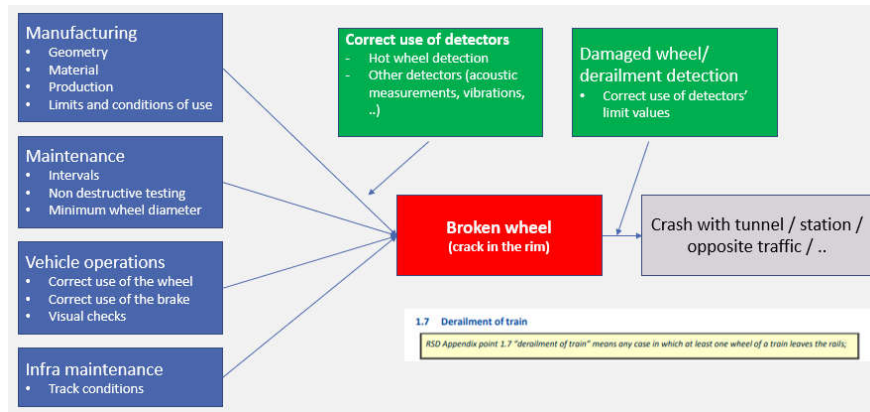 Manufacturing
• Geometry
• Material
• Production
• Limits and conditions of use
Maintenance
• Intervals
• Non destructive testing
• Minimum wheel diameter
Vehicle operations
• Correct use of the wheel
• Correct use of the brake
• Visual checks
Infra maintenance
• Track conditions
Correct use of detectors
- Hot wheel detection
- Other detectors (acoustic
measurements, vibrations,
..)
Damaged wheel/
derailment detection
• Correct use of detectors'
limit values
Broken wheel
(crack in the rim)
Crash with tunnel / station /
opposite traffic / ..
1.7 Derailment of train
RSD Appendix point 1.7 "derailment of train" means any case in which at least one wheel of a train leaves the rails;